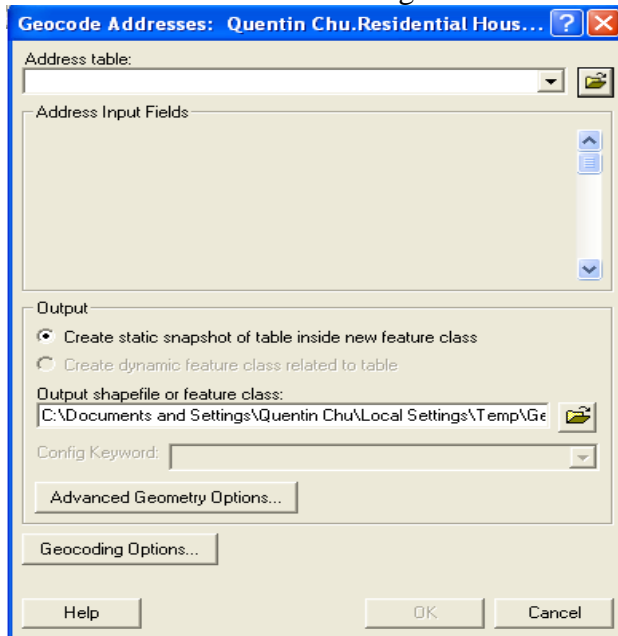 Geocode Addresses: Quentin Chu.Residential Hous...
Address table:
Address Input Fields
Output
Create static snapshot of table inside new feature class
Create dynamic feature class related to table
Output shapefile or feature class:
C:\Documents and Settings\Quentin Chu\Local Settings\Temp\Ge
Config Keyword:
Advanced Geometry Options...
Geocoding Options...
Help OK Cancel